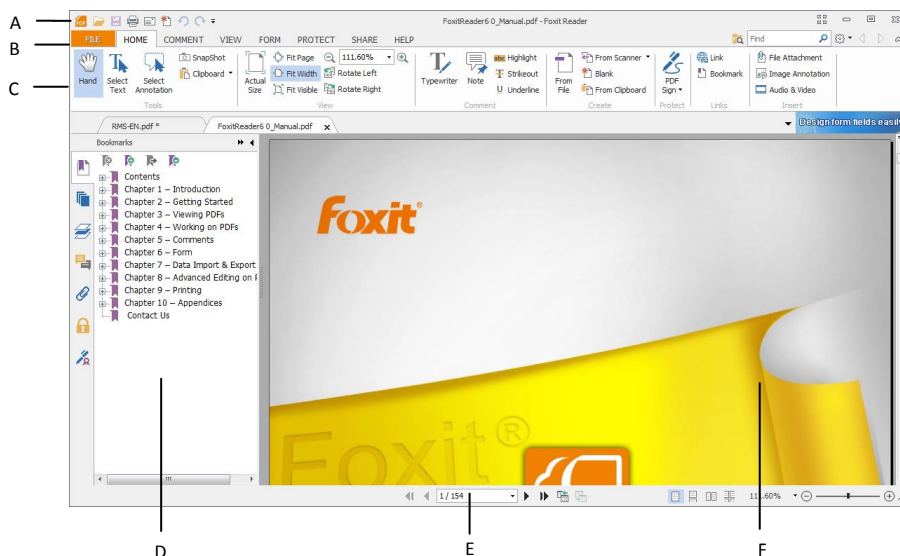 A
FoxitReader6 0_Manual.pdf - Foxit Reader
B
FILE HOME COMMENT VIEW FORM PROTECT SHARE HELP Find
C
Hand
Select Text
Select Annotation
SnapShot
Clipboard
Tools
Actual Size
Fit Page
Fit Width
Fit Visible
111.60%
Rotate Left
Rotate Right
View
Typewriter
Note
abc Highlight
T Strikeout
U Underline
Comment
From File
From Scanner
Blank
From Clipboard
Create
PDF Sign
Protect
Link
Bookmark
Links
File Attachment
Image Annotation
Audio & Video
Insert
RMS-EN.pdf * FoxitReader6 0_Manual.pdf x
Design form fields easily
Bookmarks
Contents
Chapter 1 – Introduction
Chapter 2 – Getting Started
Chapter 3 – Viewing PDFs
Chapter 4 – Working on PDFs
Chapter 5 – Comments
Chapter 6 – Form
Chapter 7 – Data Import & Export
Chapter 8 – Advanced Editing on
Chapter 9 – Printing
Chapter 10 – Appendices
Contact Us
Foxit®
Foxit®
1 / 154
D
E
F